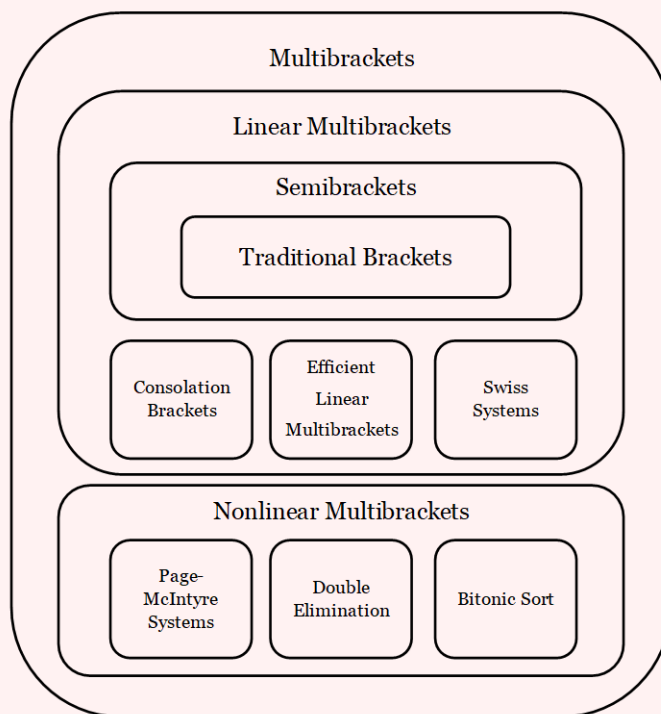 Multibrackets
Linear Multibrackets
Semibrackets
Traditional Brackets
Consolation
Brackets
Efficient
Linear
Multibrackets
Swiss
Systems
Nonlinear Multibrackets
Page-
McIntyre
Systems
Double
Elimination
Bitonic Sort